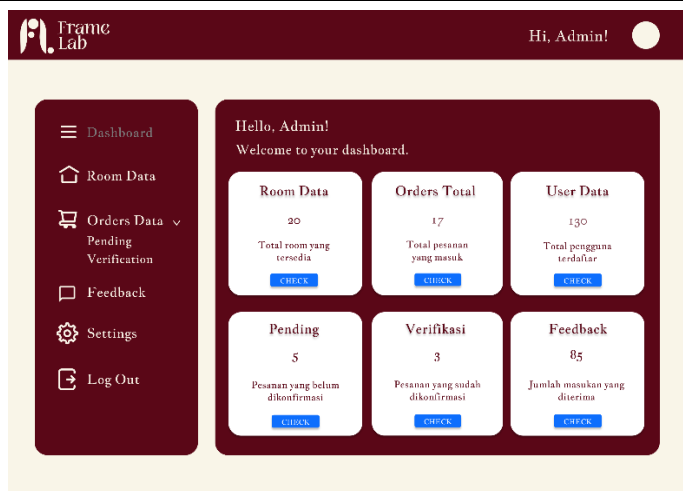 Frame
Lab
Hi, Admin!
Dashboard
Room Data
Orders Data
Pending
Verification
Feedback
Settings
Log Out
Hello, Admin!
Welcome to your dashboard.
Room Data
20
Total room yang
tersedia
CHECK
Orders Total
17
Total pesanan
yang masuk
CHECK
User Data
130
Total pengguna
terdaftar
CHECK
Pending
5
Pesanan yang belum
dikonfirmasi
CHECK
Verifikasi
3
Pesanan yang sudah
dikonfirmasi
CHECK
Feedback
85
Jumlah masukan yang
diterima
CHECK